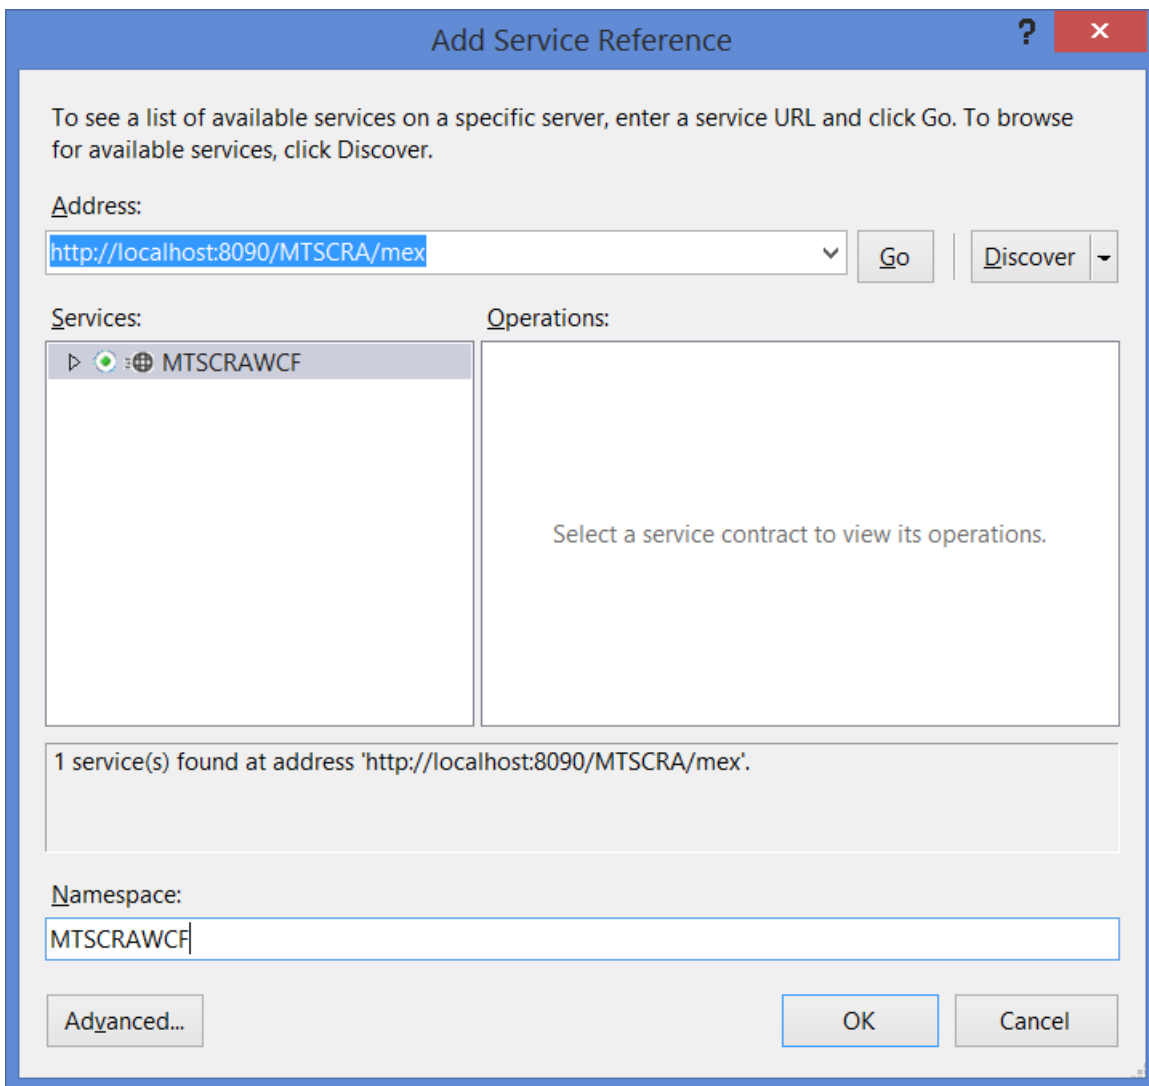 Add Service Reference
?
To see a list of available services on a specific server, enter a service URL and click Go. To browse
for available services, click Discover.
Address:
http://localhost:8090/MTSCRA/mex
Go
Discover
Services:
Operations:
MTSCRAWCF
Select a service contract to view its operations.
1 service(s) found at address 'http://localhost:8090/MTSCRA/mex'.
Namespace:
MTSCRAWCF
Advanced...
OK
Cancel